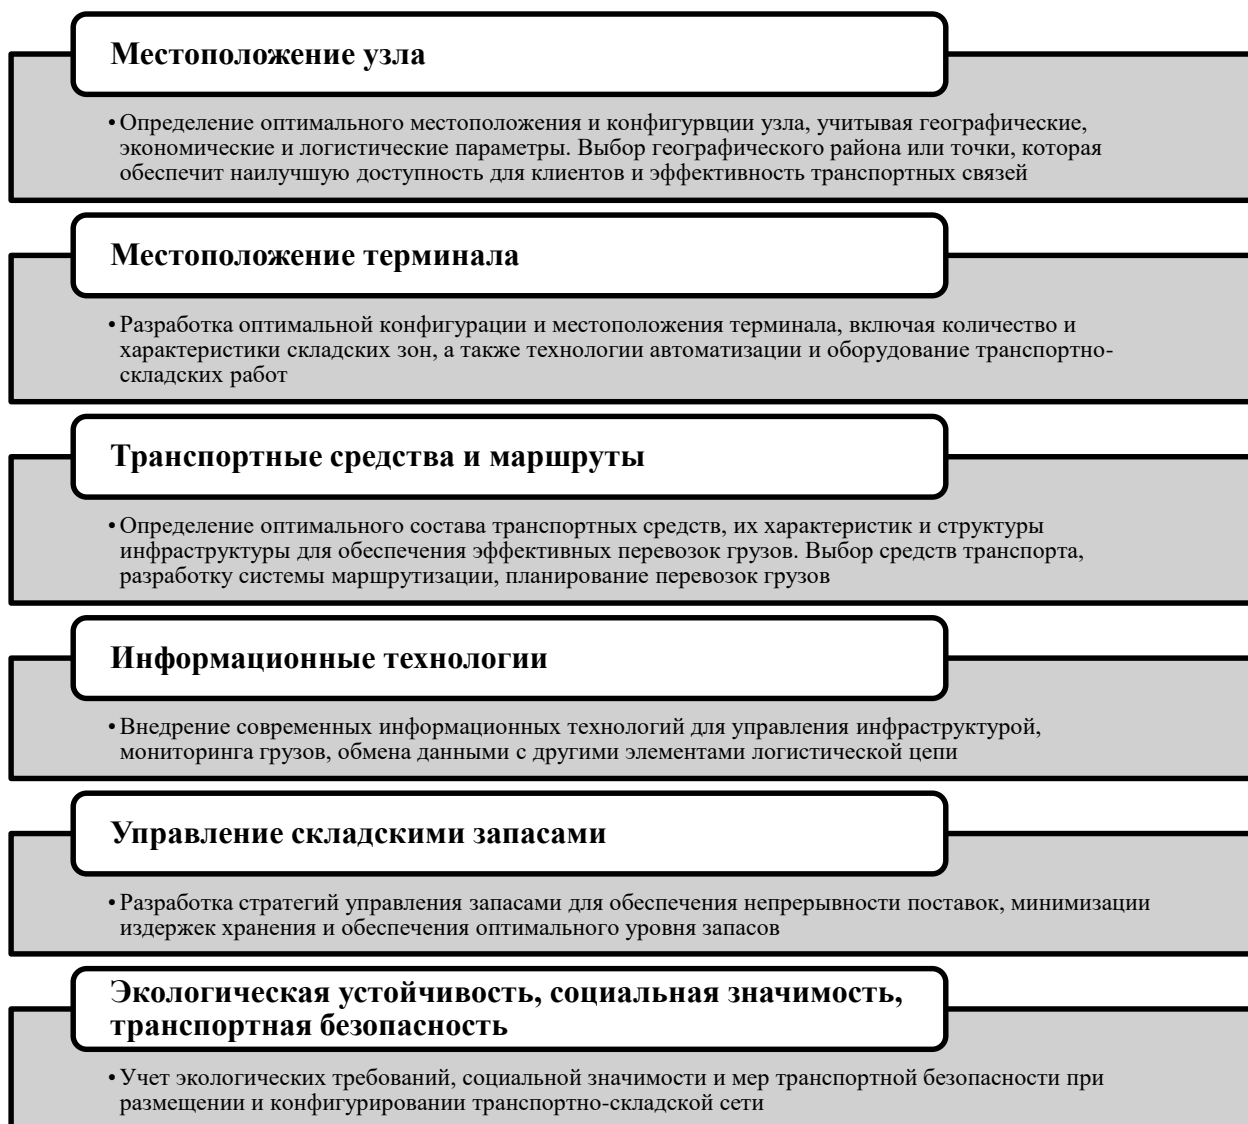 Местоположение узла
• Определение оптимального местоположения и конфигурвции узла, учитывая географические,
экономические и логистические параметры. Выбор географического района или точки, которая
обеспечит наилучшую доступность для клиентов и эффективность транспортных связей
Местоположение терминала
• Разработка оптимальной конфигурации и местоположения терминала, включая количество и
характеристики складских зон, а также технологии автоматизации и оборудование транспортно-
складских работ
Транспортные средства и маршруты
• Определение оптимального состава транспортных средств, их характеристик и структуры
инфраструктуры для обеспечения эффективных перевозок грузов. Выбор средств транспорта,
разработку системы маршрутизации, планирование перевозок грузов
Информационные технологии
• Внедрение современных информационных технологий для управления инфраструктурой,
мониторинга грузов, обмена данными с другими элементами логистической цепи
Управление складскими запасами
• Разработка стратегий управления запасами для обеспечения непрерывности поставок, минимизации
издержек хранения и обеспечения оптимального уровня запасов
Экологическая устойчивость, социальная значимость,
транспортная безопасность
• Учет экологических требований, социальной значимости и мер транспортной безопасности при
размещении и конфигурировании транспортно-складской сети